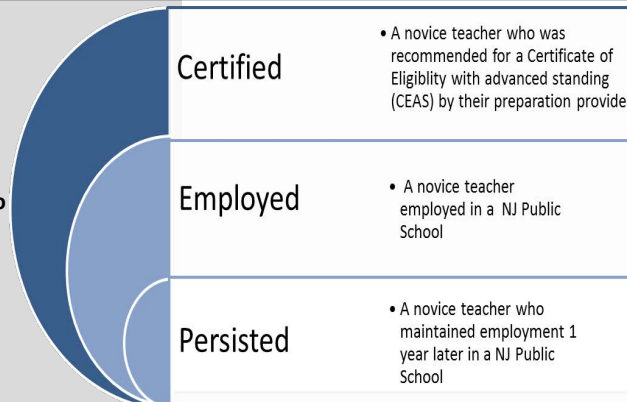 Certified
• A novice teacher who was
recommended for a Certificate of
Eligiblity with advanced standing
(CEAS) by their preparation provide
Employed
• A novice teacher
employed in a NJ Public
School
Persisted
• A novice teacher who
maintained employment 1
year later in a NJ Public
School